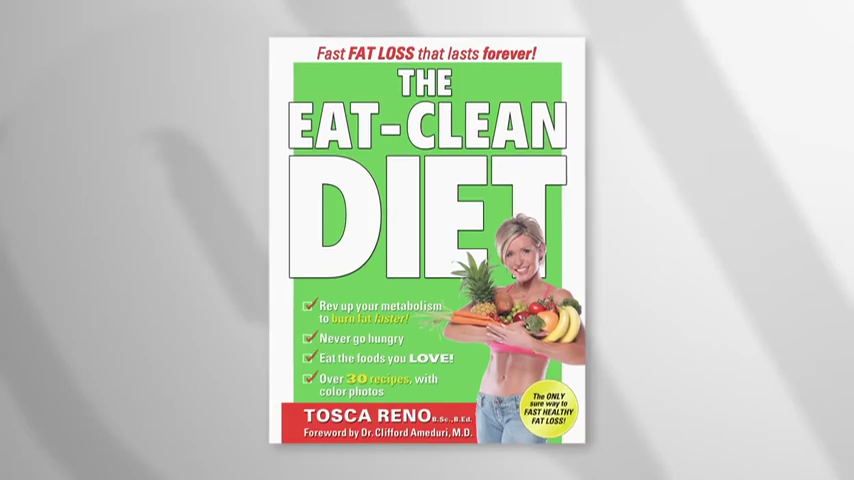 Fast FAT LOSS that lasts forever!
THE
EAT-CLEAN
DIET
Rev up your metabolism
to burn fat faster!
Never go hungry
Eat the foods you LOVE!
Over 30 recipes, with
color photos
TOSCA RENO B.Sc., B.Ed.
Foreword by Dr. Clifford Ameduri, M.D.
The ONLY
sure way to
FAST HEALTHY
FAT LOSS!